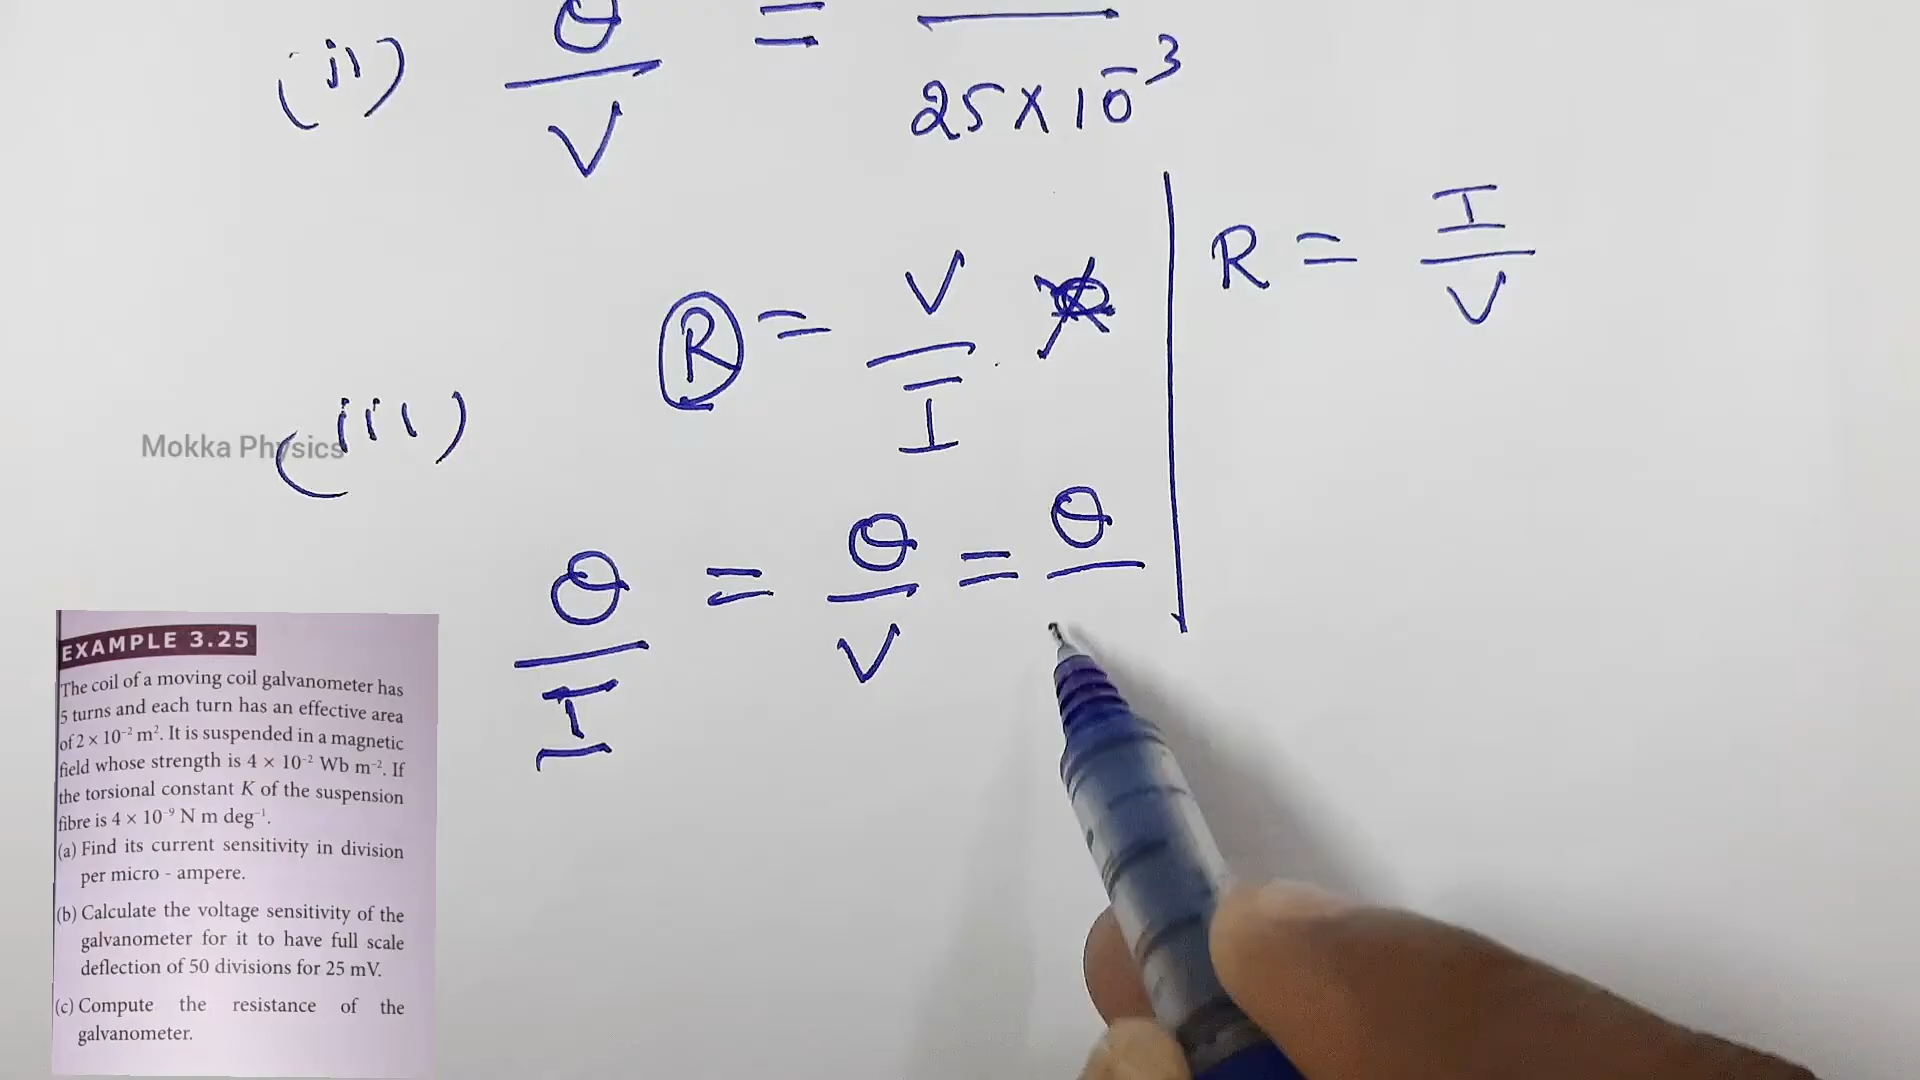 (ii) θ/V = /25 × 10⁻³
R = V/I
R = I/V
(iii)
Mokka Physics
θ/I = θ/V = θ/
EXAMPLE 3.25
The coil of a moving coil galvanometer has
5 turns and each turn has an effective area
of 2 × 10⁻² m². It is suspended in a magnetic
field whose strength is 4 × 10⁻² Wb m⁻². If
the torsional constant K of the suspension
fibre is 4 × 10⁻⁹ N m deg⁻¹.
(a) Find its current sensitivity in division
per micro - ampere.
(b) Calculate the voltage sensitivity of the
galvanometer for it to have full scale
deflection of 50 divisions for 25 mV.
(c) Compute the resistance of the
galvanometer.